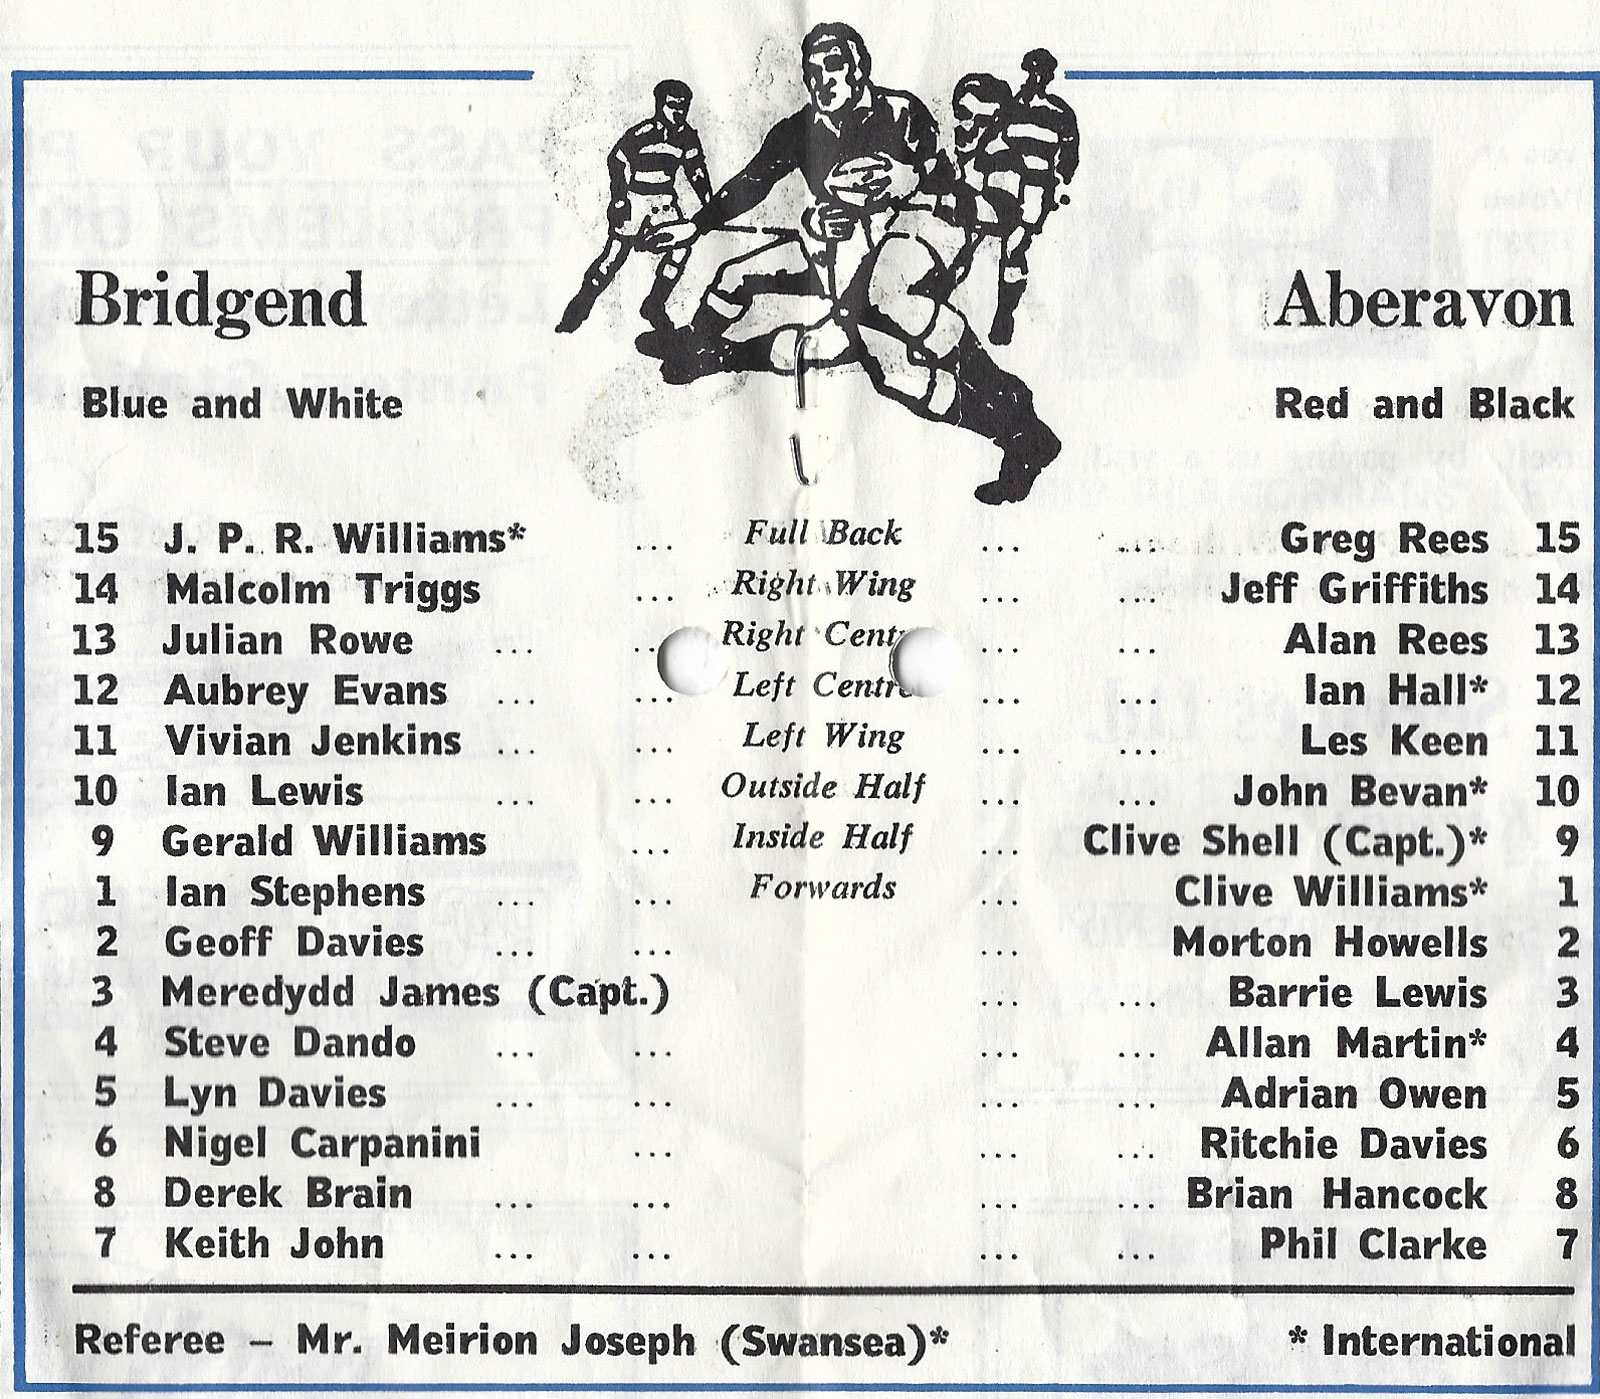 Bridgend Aberavon
Blue and White Red and Black
15 J. P. R. Williams* ... Full Back ... ... Greg Rees 15
14 Malcolm Triggs ... Right Wing ... ... Jeff Griffiths 14
13 Julian Rowe ... ... Right ... ... Alan Rees 13
12 Aubrey Evans ... ... Left Centre ... ... Ian Hall* 12
11 Vivian Jenkins ... ... Left Wing ... ... Les Keen 11
10 Ian Lewis ... ... Outside Half ... ... John Bevan* 10
9 Gerald Williams ... Inside Half ... Clive Shell (Capt.)* 9
1 Ian Stephens ... ... Forwards ... Clive Williams* 1
2 Geoff Davies ... ... ... Morton Howells 2
3 Meredydd James (Capt.) ... ... Barrie Lewis 3
4 Steve Dando ... ... ... ... Allan Martin* 4
5 Lyn Davies ... ... ... ... Adrian Owen 5
6 Nigel Carpanini ... ... ... Ritchie Davies 6
8 Derek Brain ... ... ... ... Brian Hancock 8
7 Keith John ... ... ... ... Phil Clarke 7
Referee – Mr. Meirion Joseph (Swansea)* * International